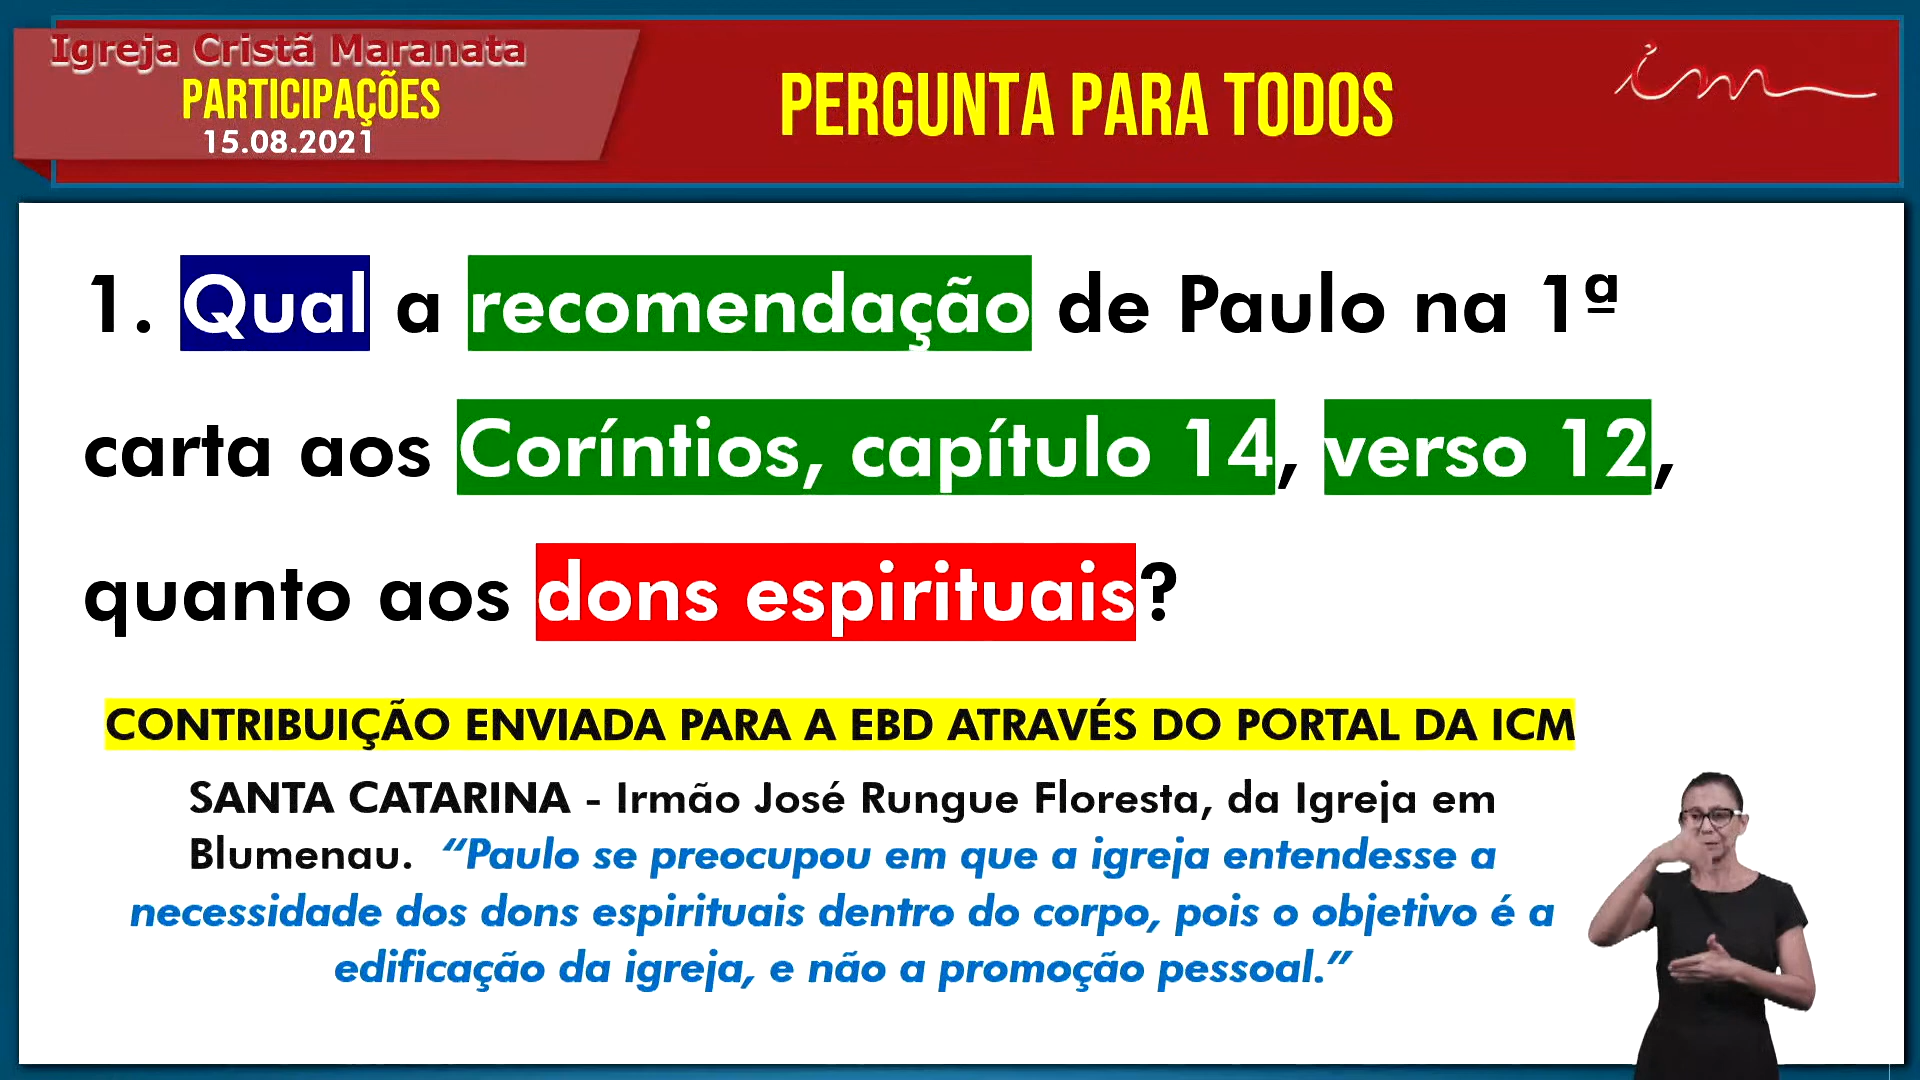 Igreja Cristã Maranata
PARTICIPAÇÕES
15.08.2021
PERGUNTA PARA TODOS
im
1. Qual a recomendação de Paulo na 1ª
carta aos Coríntios, capítulo 14, verso 12,
quanto aos dons espirituais?
CONTRIBUIÇÃO ENVIADA PARA A EBD ATRAVÉS DO PORTAL DA ICM
SANTA CATARINA - Irmão José Rungue Floresta, da Igreja em
Blumenau. “Paulo se preocupou em que a igreja entendesse a
necessidade dos dons espirituais dentro do corpo, pois o objetivo é a
edificação da igreja, e não a promoção pessoal.”